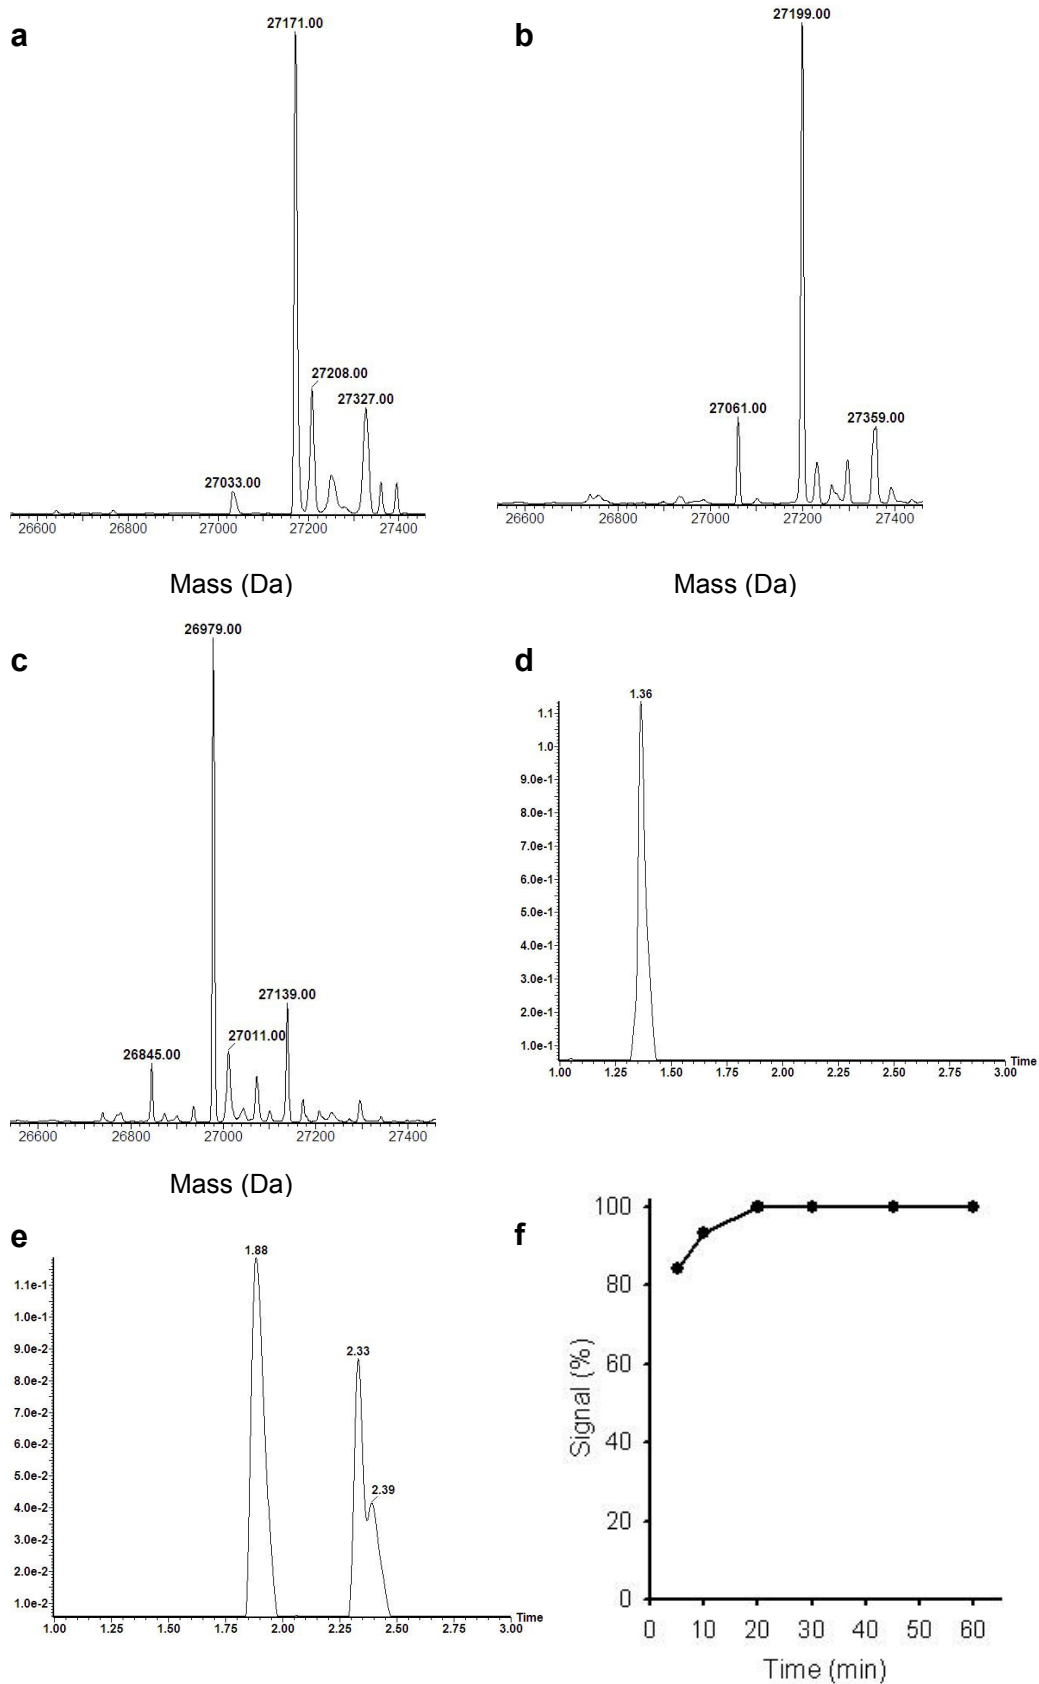 a
27171.00
27208.00
27327.00
27033.00
26600 26800 27000 27200 27400
Mass (Da)
b
27199.00
27061.00
27359.00
26600 26800 27000 27200 27400
Mass (Da)
c
26979.00
27139.00
27011.00
26845.00
26600 26800 27000 27200 27400
Mass (Da)
d
1.36
1.1
1.0
9.0e-1
8.0e-1
7.0e-1
6.0e-1
5.0e-1
4.0e-1
3.0e-1
2.0e-1
1.0e-1
Time
1.00 1.25 1.50 1.75 2.00 2.25 2.50 2.75 3.00
e
1.88
2.33
2.39
1.1e-1
1.0e-1
9.0e-2
8.0e-2
7.0e-2
6.0e-2
5.0e-2
4.0e-2
3.0e-2
2.0e-2
1.0e-2
Time
1.00 1.25 1.50 1.75 2.00 2.25 2.50 2.75 3.00
f
100
80
60
40
20
0
Signal (%)
0 10 20 30 40 50 60
Time (min)